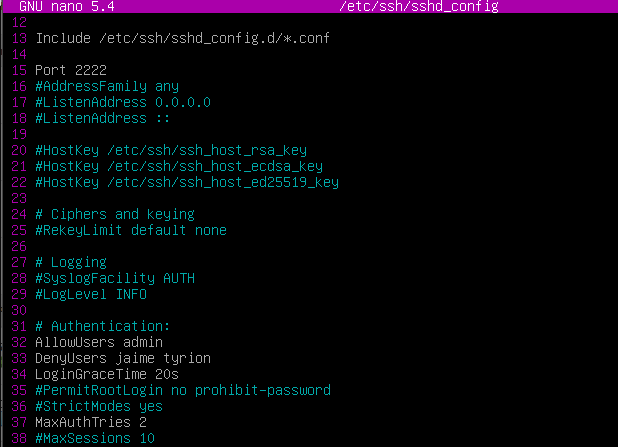 GNU nano 5.4 /etc/ssh/sshd_config
12
13 Include /etc/ssh/sshd_config.d/*.conf
14
15 Port 2222
16 #AddressFamily any
17 #ListenAddress 0.0.0.0
18 #ListenAddress ::
19
20 #HostKey /etc/ssh/ssh_host_rsa_key
21 #HostKey /etc/ssh/ssh_host_ecdsa_key
22 #HostKey /etc/ssh/ssh_host_ed25519_key
23
24 # Ciphers and keying
25 #RekeyLimit default none
26
27 # Logging
28 #SyslogFacility AUTH
29 #LogLevel INFO
30
31 # Authentication:
32 AllowUsers admin
33 DenyUsers jaime tyrion
34 LoginGraceTime 20s
35 #PermitRootLogin no prohibit-password
36 #StrictModes yes
37 MaxAuthTries 2
38 #MaxSessions 10